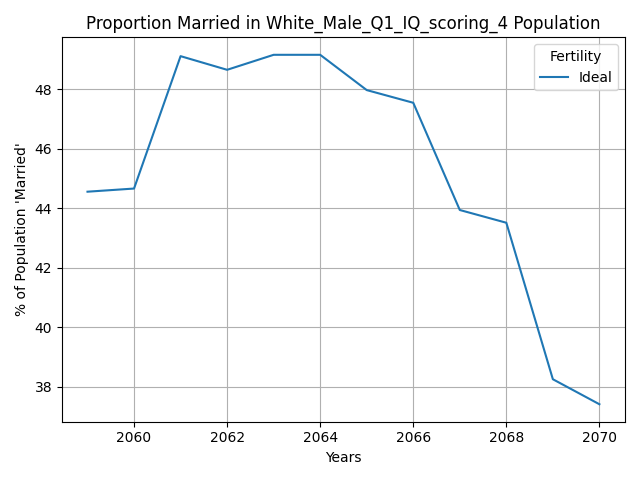 Proportion Married in White_Male_Q1_IQ_scoring_4 Population
Fertility
Ideal
% of Population 'Married'
48
46
44
42
40
38
2060 2062 2064 2066 2068 2070
Years